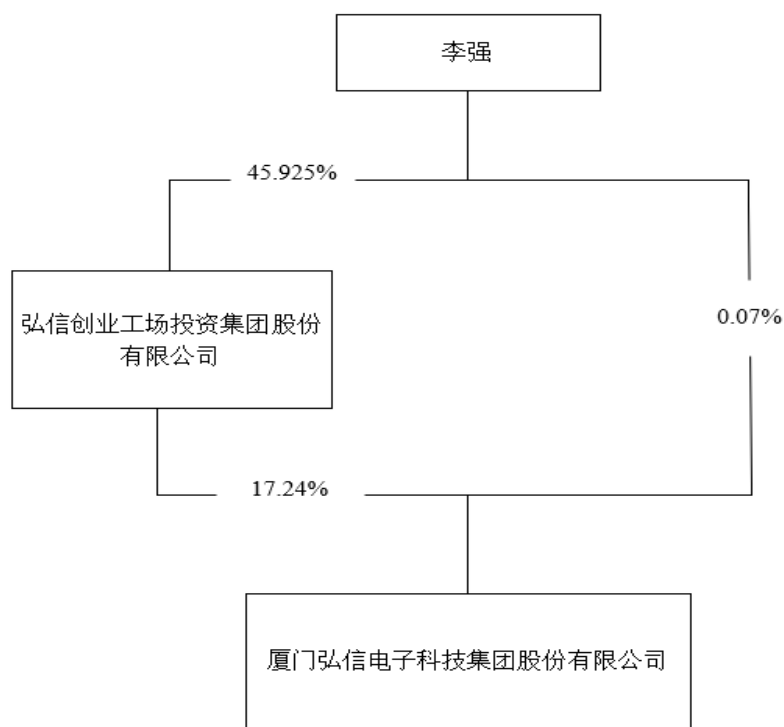 李强
45.925%
弘信创业工场投资集团股份
有限公司
0.07%
17.24%
厦门弘信电子科技集团股份有限公司